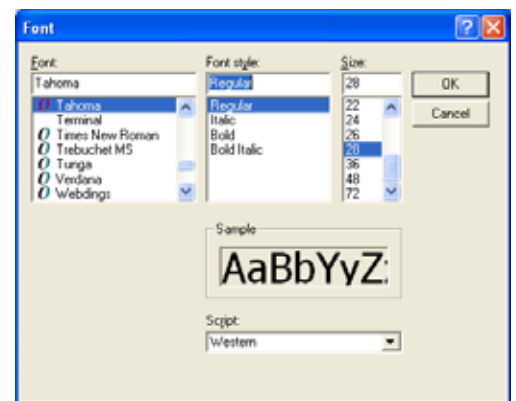 Font
Font:
Tahoma
Tahoma
Terminal
Times New Roman
Trebuchet MS
Tunga
Verdana
Webdings
Font style:
Regular
Regular
Italic
Bold
Bold Italic
Size:
28
22
24
26
28
36
48
72
OK
Cancel
Sample
AaBbYyZ
Script:
Western